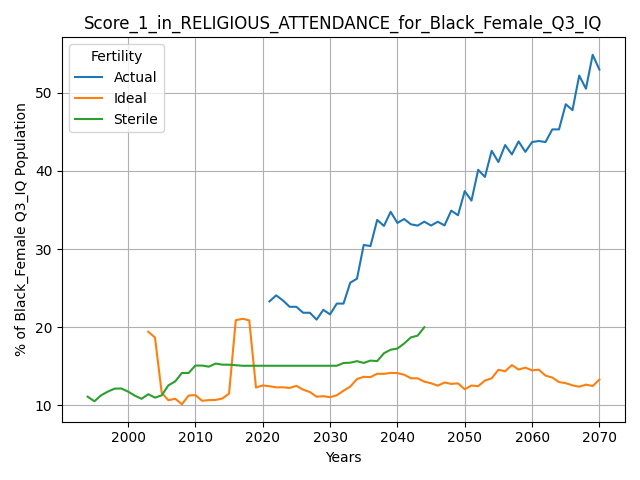 Score_1_in_RELIGIOUS_ATTENDANCE_for_Black_Female_Q3_IQ
Fertility
Actual
Ideal
Sterile
% of Black_Female Q3_IQ Population
50
40
30
20
10
2000
2010
2020
2030
2040
2050
2060
2070
Years